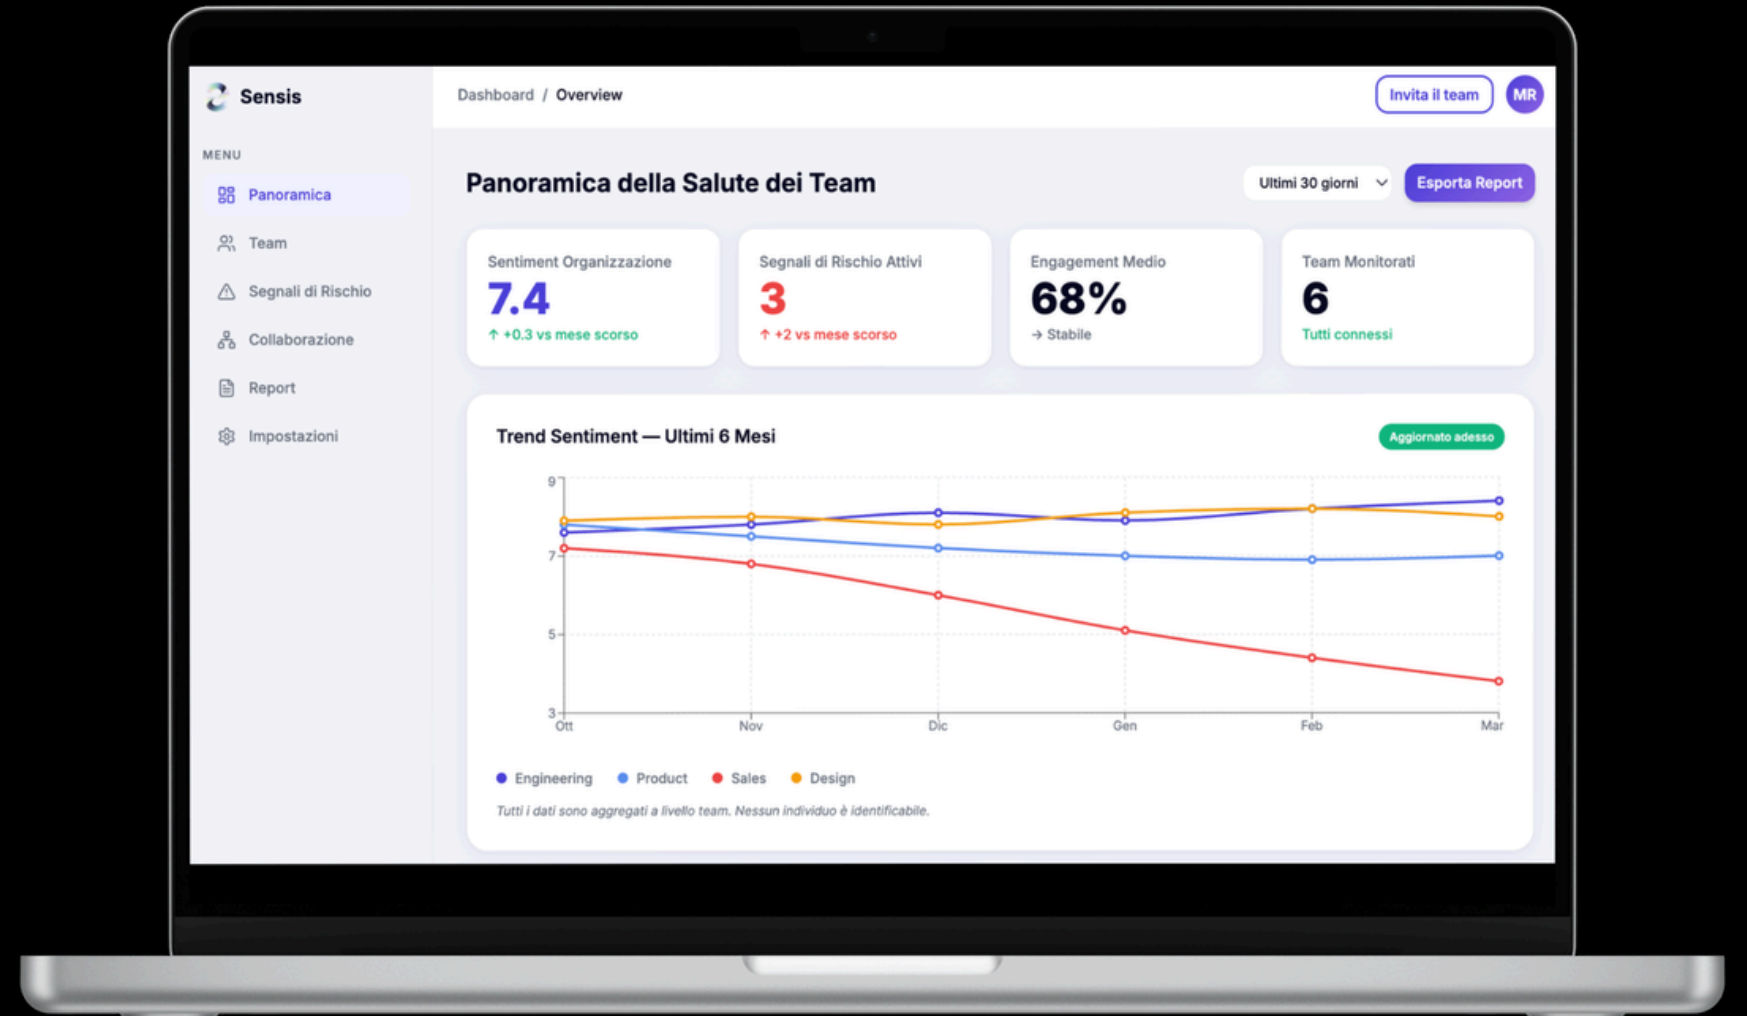 Sensis
Dashboard / Overview
Invita il team
MR
MENU
Panoramica
Team
Segnali di Rischio
Collaborazione
Report
Impostazioni
Panoramica della Salute dei Team
Ultimi 30 giorni
Esporta Report
Sentiment Organizzazione
7.4
↑ +0.3 vs mese scorso
Segnali di Rischio Attivi
3
↑ +2 vs mese scorso
Engagement Medio
68%
→ Stabile
Team Monitorati
6
Tutti connessi
Trend Sentiment — Ultimi 6 Mesi
Aggiornato adesso
9
7
5
3
Ott Nov Dic Gen Feb Mar
Engineering Product Sales Design
Tutti i dati sono aggregati a livello team. Nessun individuo è identificabile.